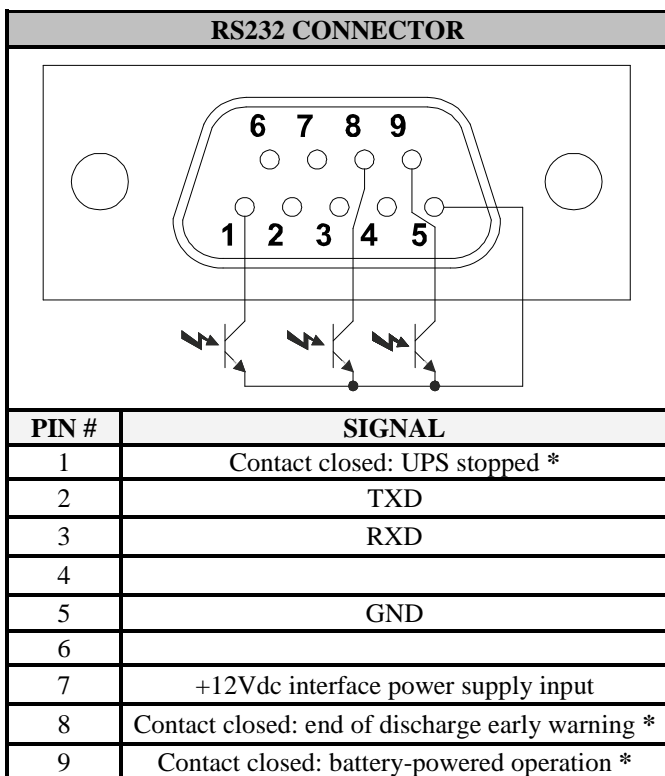 RS232 CONNECTOR
6 7 8 9
1 2 3 4 5
PIN # SIGNAL
1 Contact closed: UPS stopped *
2 TXD
3 RXD
4
5 GND
6
7 +12Vdc interface power supply input
8 Contact closed: end of discharge early warning *
9 Contact closed: battery-powered operation *